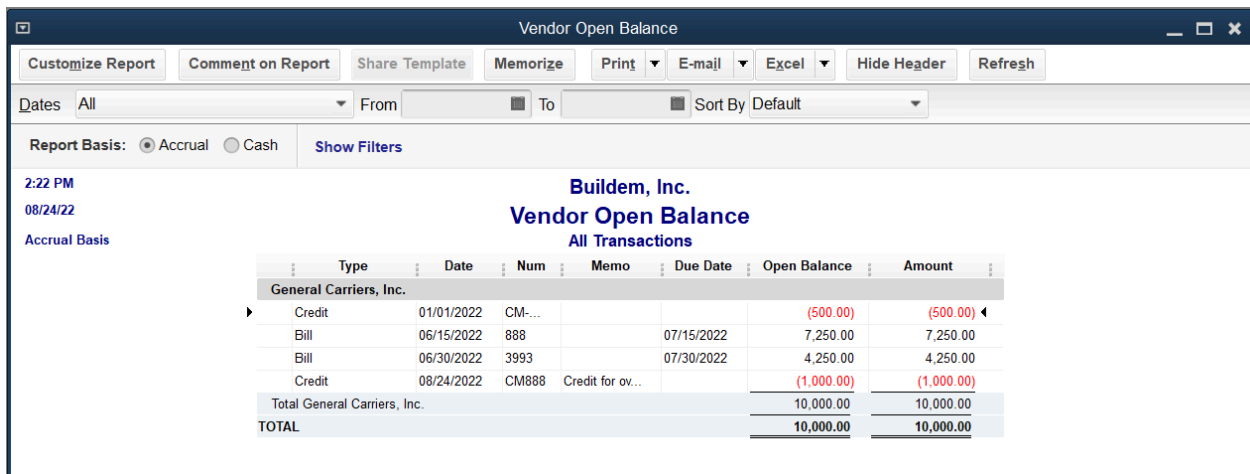 Vendor Open Balance
Customize Report Comment on Report Share Template Memorize Print E-mail Excel Hide Header Refresh
Dates All From To Sort By Default
Report Basis: Accrual Cash Show Filters
2:22 PM
Buildem, Inc.
08/24/22
Vendor Open Balance
Accrual Basis
All Transactions
Type Date Num Memo Due Date Open Balance Amount
General Carriers, Inc.
Credit 01/01/2022 CM-... (500.00) (500.00)
Bill 06/15/2022 888 07/15/2022 7,250.00 7,250.00
Bill 06/30/2022 3993 07/30/2022 4,250.00 4,250.00
Credit 08/24/2022 CM888 Credit for ov... (1,000.00) (1,000.00)
Total General Carriers, Inc. 10,000.00 10,000.00
TOTAL 10,000.00 10,000.00